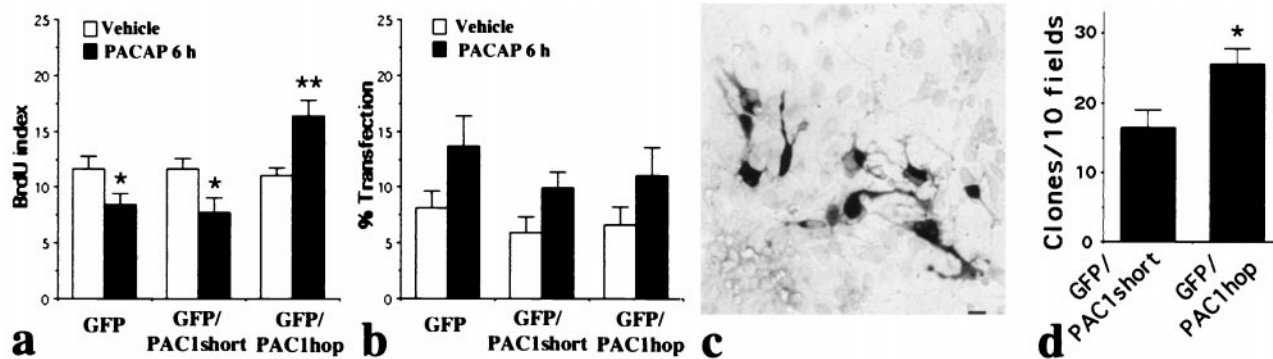 25
20
15
10
5
0
BrdU index
Vehicle
PACAP 6 h
*
*
**
GFP
GFP/
PAC1short
GFP/
PAC1hop
a
25
20
15
10
5
0
% Transfection
Vehicle
PACAP 6 h
GFP
GFP/
PAC1short
GFP/
PAC1hop
b
c
30
20
10
0
Clones/10 fields
*
GFP/
PAC1short
GFP/
PAC1hop
d